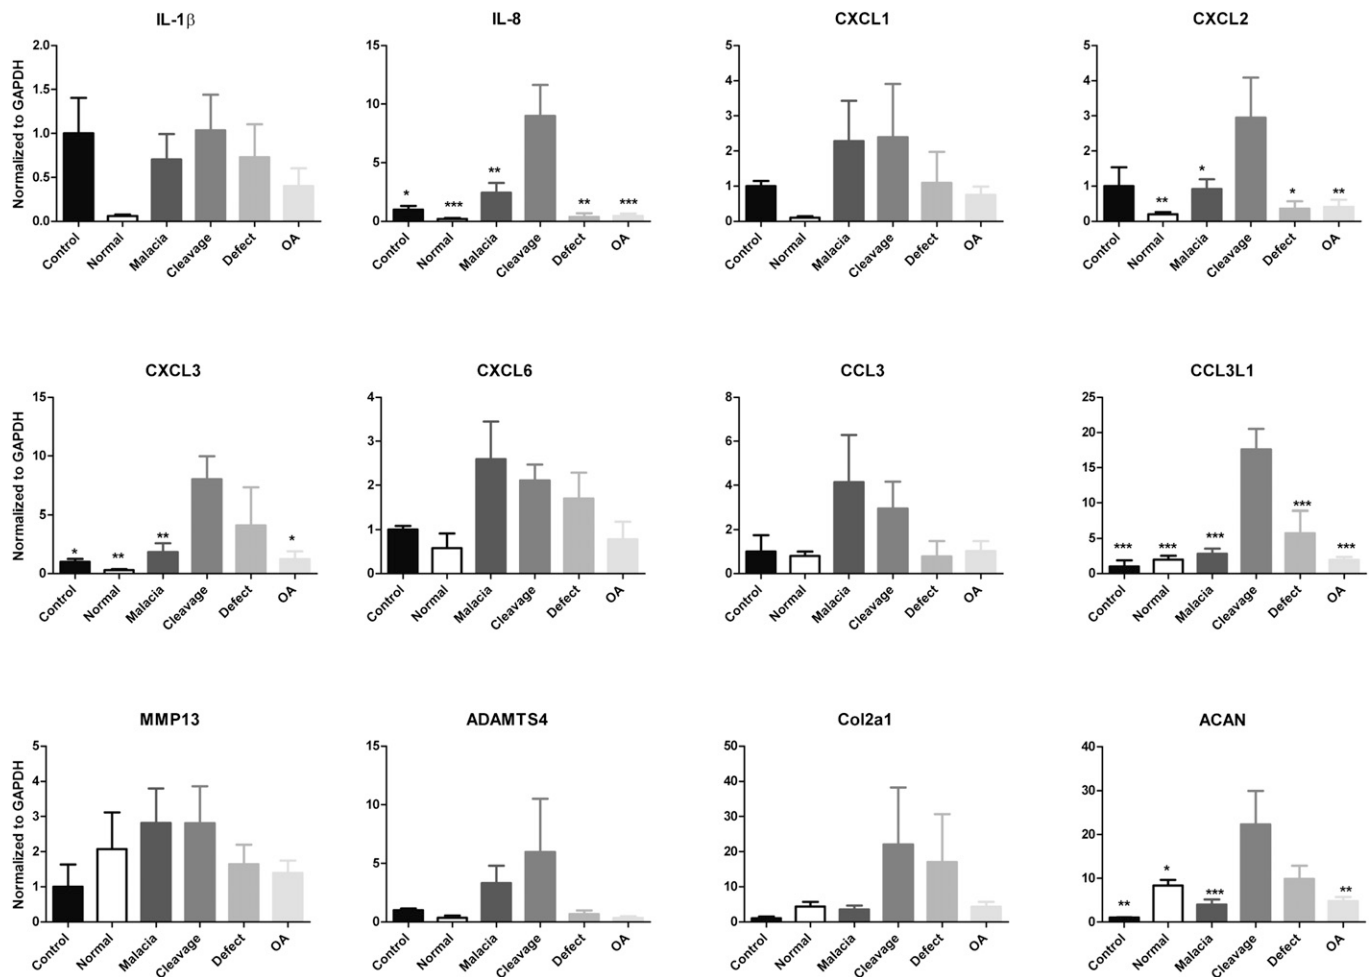 IL-1β
IL-8
CXCL1
CXCL2
Normalized to GAPDH
2.0
1.5
1.0
0.5
0.0
Control
Normal
Malacia
Cleavage
Defect
OA
15
10
5
0
*
***
**
**
***
Control
Normal
Malacia
Cleavage
Defect
OA
5
4
3
2
1
0
Control
Normal
Malacia
Cleavage
Defect
OA
5
4
3
2
1
0
**
*
*
**
Control
Normal
Malacia
Cleavage
Defect
OA
CXCL3
CXCL6
CCL3
CCL3L1
Normalized to GAPDH
15
10
5
0
*
**
**
*
Control
Normal
Malacia
Cleavage
Defect
OA
4
3
2
1
0
Control
Normal
Malacia
Cleavage
Defect
OA
8
6
4
2
0
Control
Normal
Malacia
Cleavage
Defect
OA
25
20
15
10
5
0
***
***
***
***
***
Control
Normal
Malacia
Cleavage
Defect
OA
MMP13
ADAMTS4
Col2a1
ACAN
Normalized to GAPDH
5
4
3
2
1
0
Control
Normal
Malacia
Cleavage
Defect
OA
15
10
5
0
Control
Normal
Malacia
Cleavage
Defect
OA
50
40
30
20
10
0
Control
Normal
Malacia
Cleavage
Defect
OA
40
30
20
10
0
**
*
***
**
Control
Normal
Malacia
Cleavage
Defect
OA